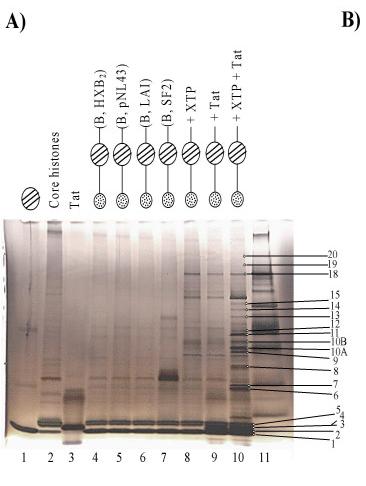 A)
B)
Core histones
Tat
(B, HXB₂)
(B, pNL43)
(B, LAI)
(B, SF2)
+ XTP
+ Tat
+ XTP + Tat
20
19
18
15
14
13
12
11
10B
10A
9
8
7
6
5
4
3
2
1
1 2 3 4 5 6 7 8 9 10 11